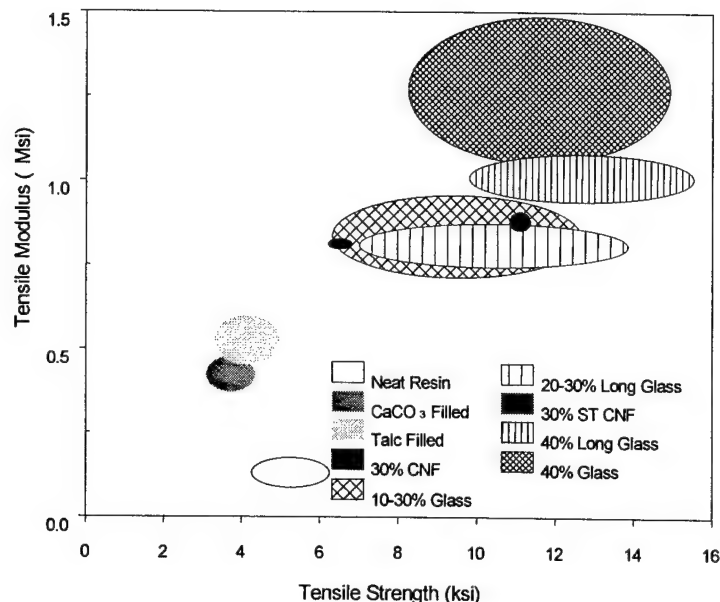 1.5
1.0
0.5
0.0
Tensile Modulus ( Msi)
Neat Resin
CaCO₃ Filled
Talc Filled
30% CNF
10-30% Glass
20-30% Long Glass
30% ST CNF
40% Long Glass
40% Glass
0 2 4 6 8 10 12 14 16
Tensile Strength (ksi)